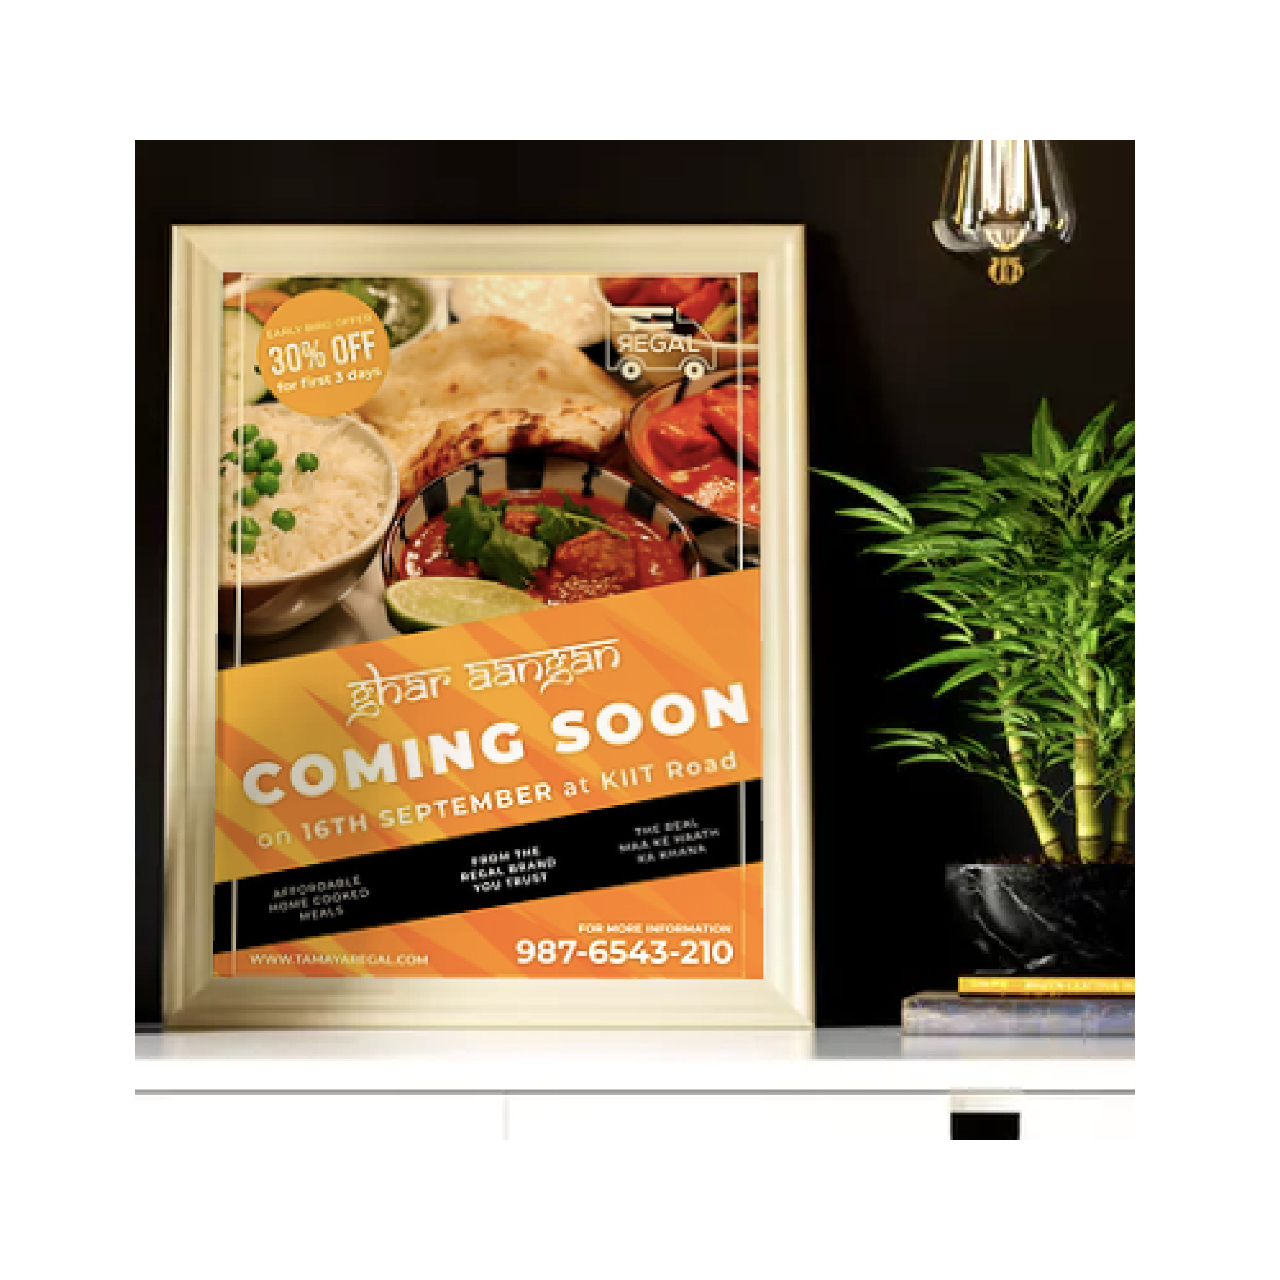 EARLY BIRD OFFER
30% OFF
for first 3 days
REGAL
ghar aangan
COMING SOON
on 16TH SEPTEMBER at KIIT Road
AFFORDABLE
HOME COOKED
MEALS
FROM THE
REGAL BRAND
YOU TRUST
THE REAL
MAA KE HAATH
KA KHANA
WWW.TAMAYAREGAL.COM
FOR MORE INFORMATION
987-6543-210